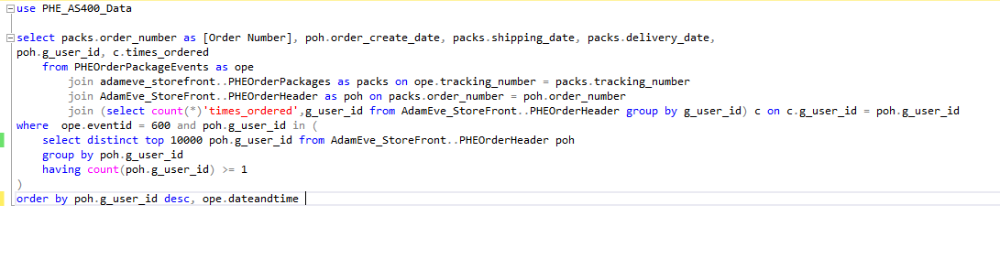 use PHE_AS400_Data
select packs.order_number as [Order Number], poh.order_create_date, packs.shipping_date, packs.delivery_date,
poh.g_user_id, c.times_ordered
from PHEOrderPackageEvents as ope
join adameve_storefront..PHEOrderPackages as packs on ope.tracking_number = packs.tracking_number
join AdamEve_StoreFront..PHEOrderHeader as poh on packs.order_number = poh.order_number
join (select count(*)'times_ordered',g_user_id from AdamEve_StoreFront..PHEOrderHeader group by g_user_id) c on c.g_user_id = poh.g_user_id
where ope.eventid = 600 and poh.g_user_id in (
select distinct top 10000 poh.g_user_id from AdamEve_StoreFront..PHEOrderHeader poh
group by poh.g_user_id
having count(poh.g_user_id) >= 1
)
order by poh.g_user_id desc, ope.dateandtime